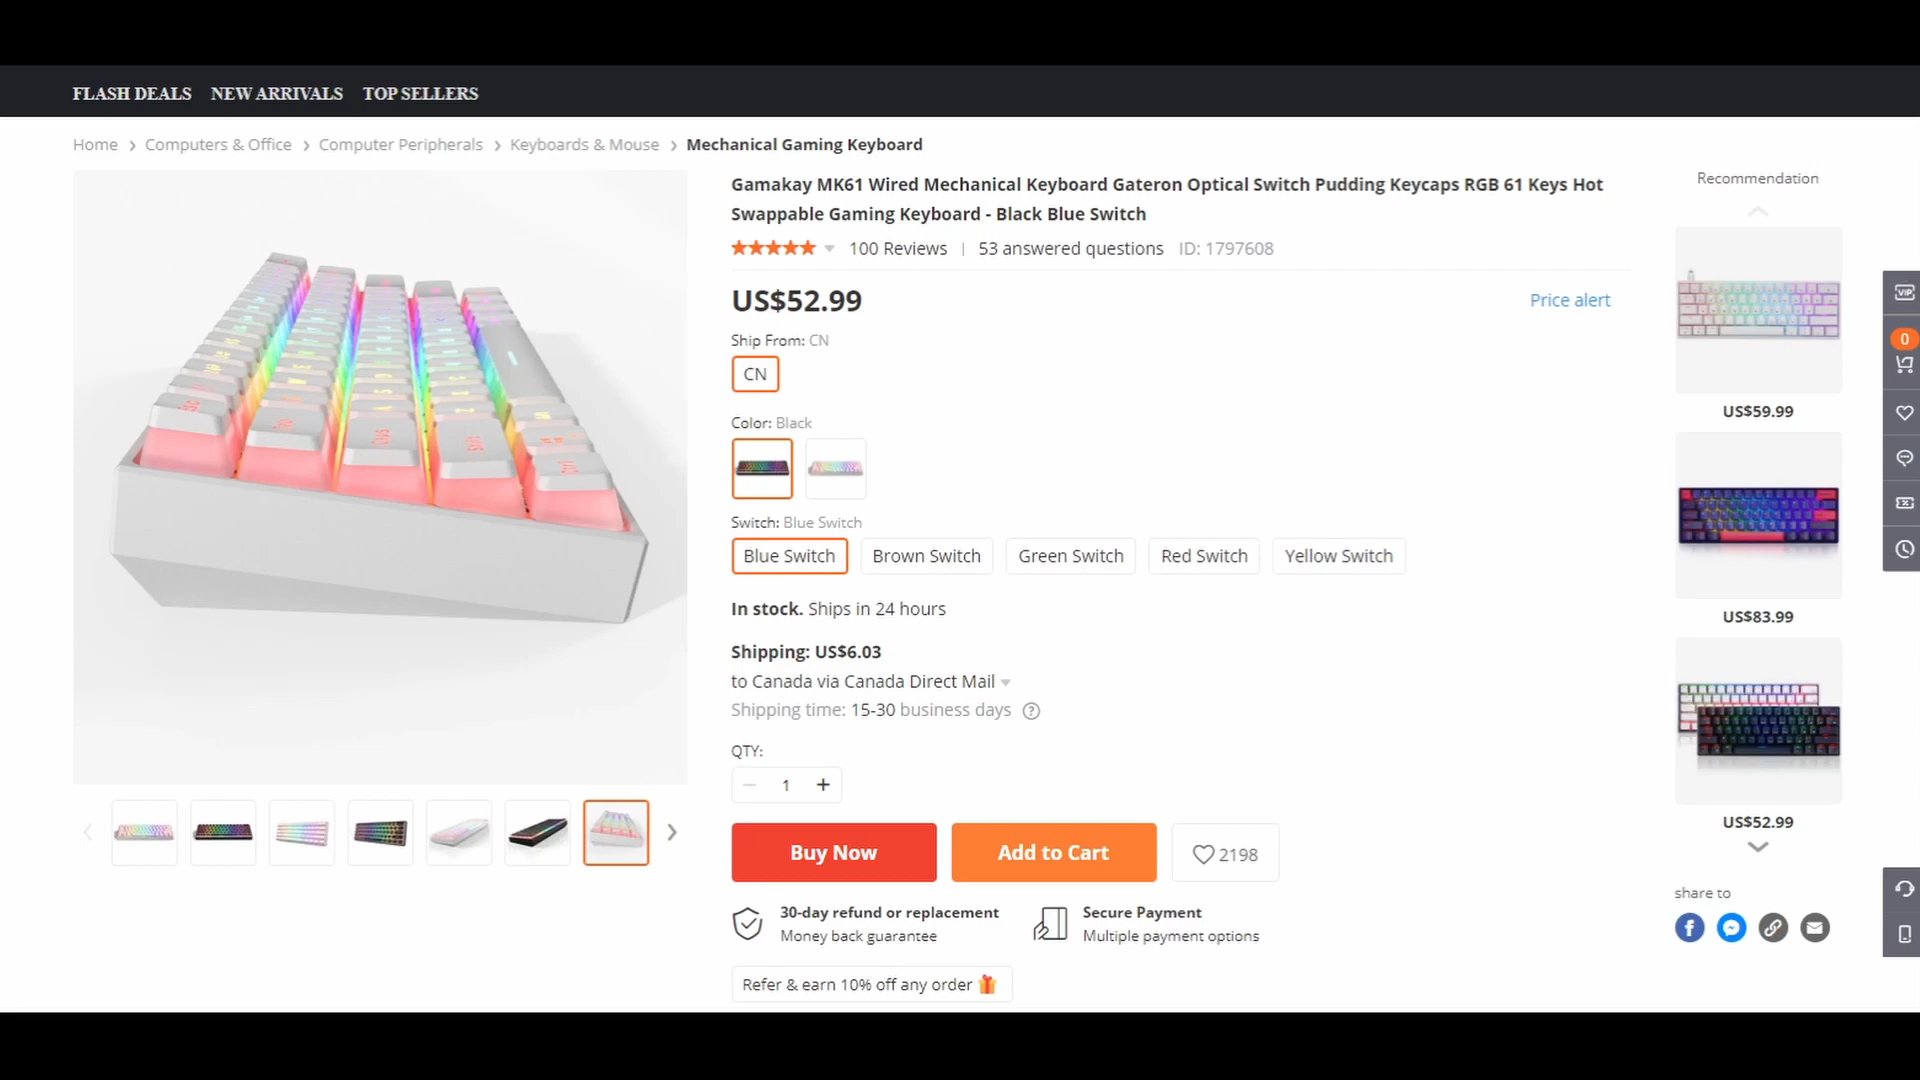 FLASH DEALS NEW ARRIVALS TOP SELLERS
Home > Computers & Office > Computer Peripherals > Keyboards & Mouse > Mechanical Gaming Keyboard
Gamakay MK61 Wired Mechanical Keyboard Gateron Optical Switch Pudding Keycaps RGB 61 Keys Hot
Swappable Gaming Keyboard - Black Blue Switch
100 Reviews | 53 answered questions ID: 1797608
US$52.99
Price alert
Ship From: CN
CN
Color: Black
Switch: Blue Switch
Blue Switch Brown Switch Green Switch Red Switch Yellow Switch
In stock. Ships in 24 hours
Shipping: US$6.03
to Canada via Canada Direct Mail
Shipping time: 15-30 business days ?
QTY:
− 1 +
Buy Now Add to Cart 2198
30-day refund or replacement
Money back guarantee
Secure Payment
Multiple payment options
Refer & earn 10% off any order
Recommendation
US$59.99
US$83.99
US$52.99
share to
VIP
0